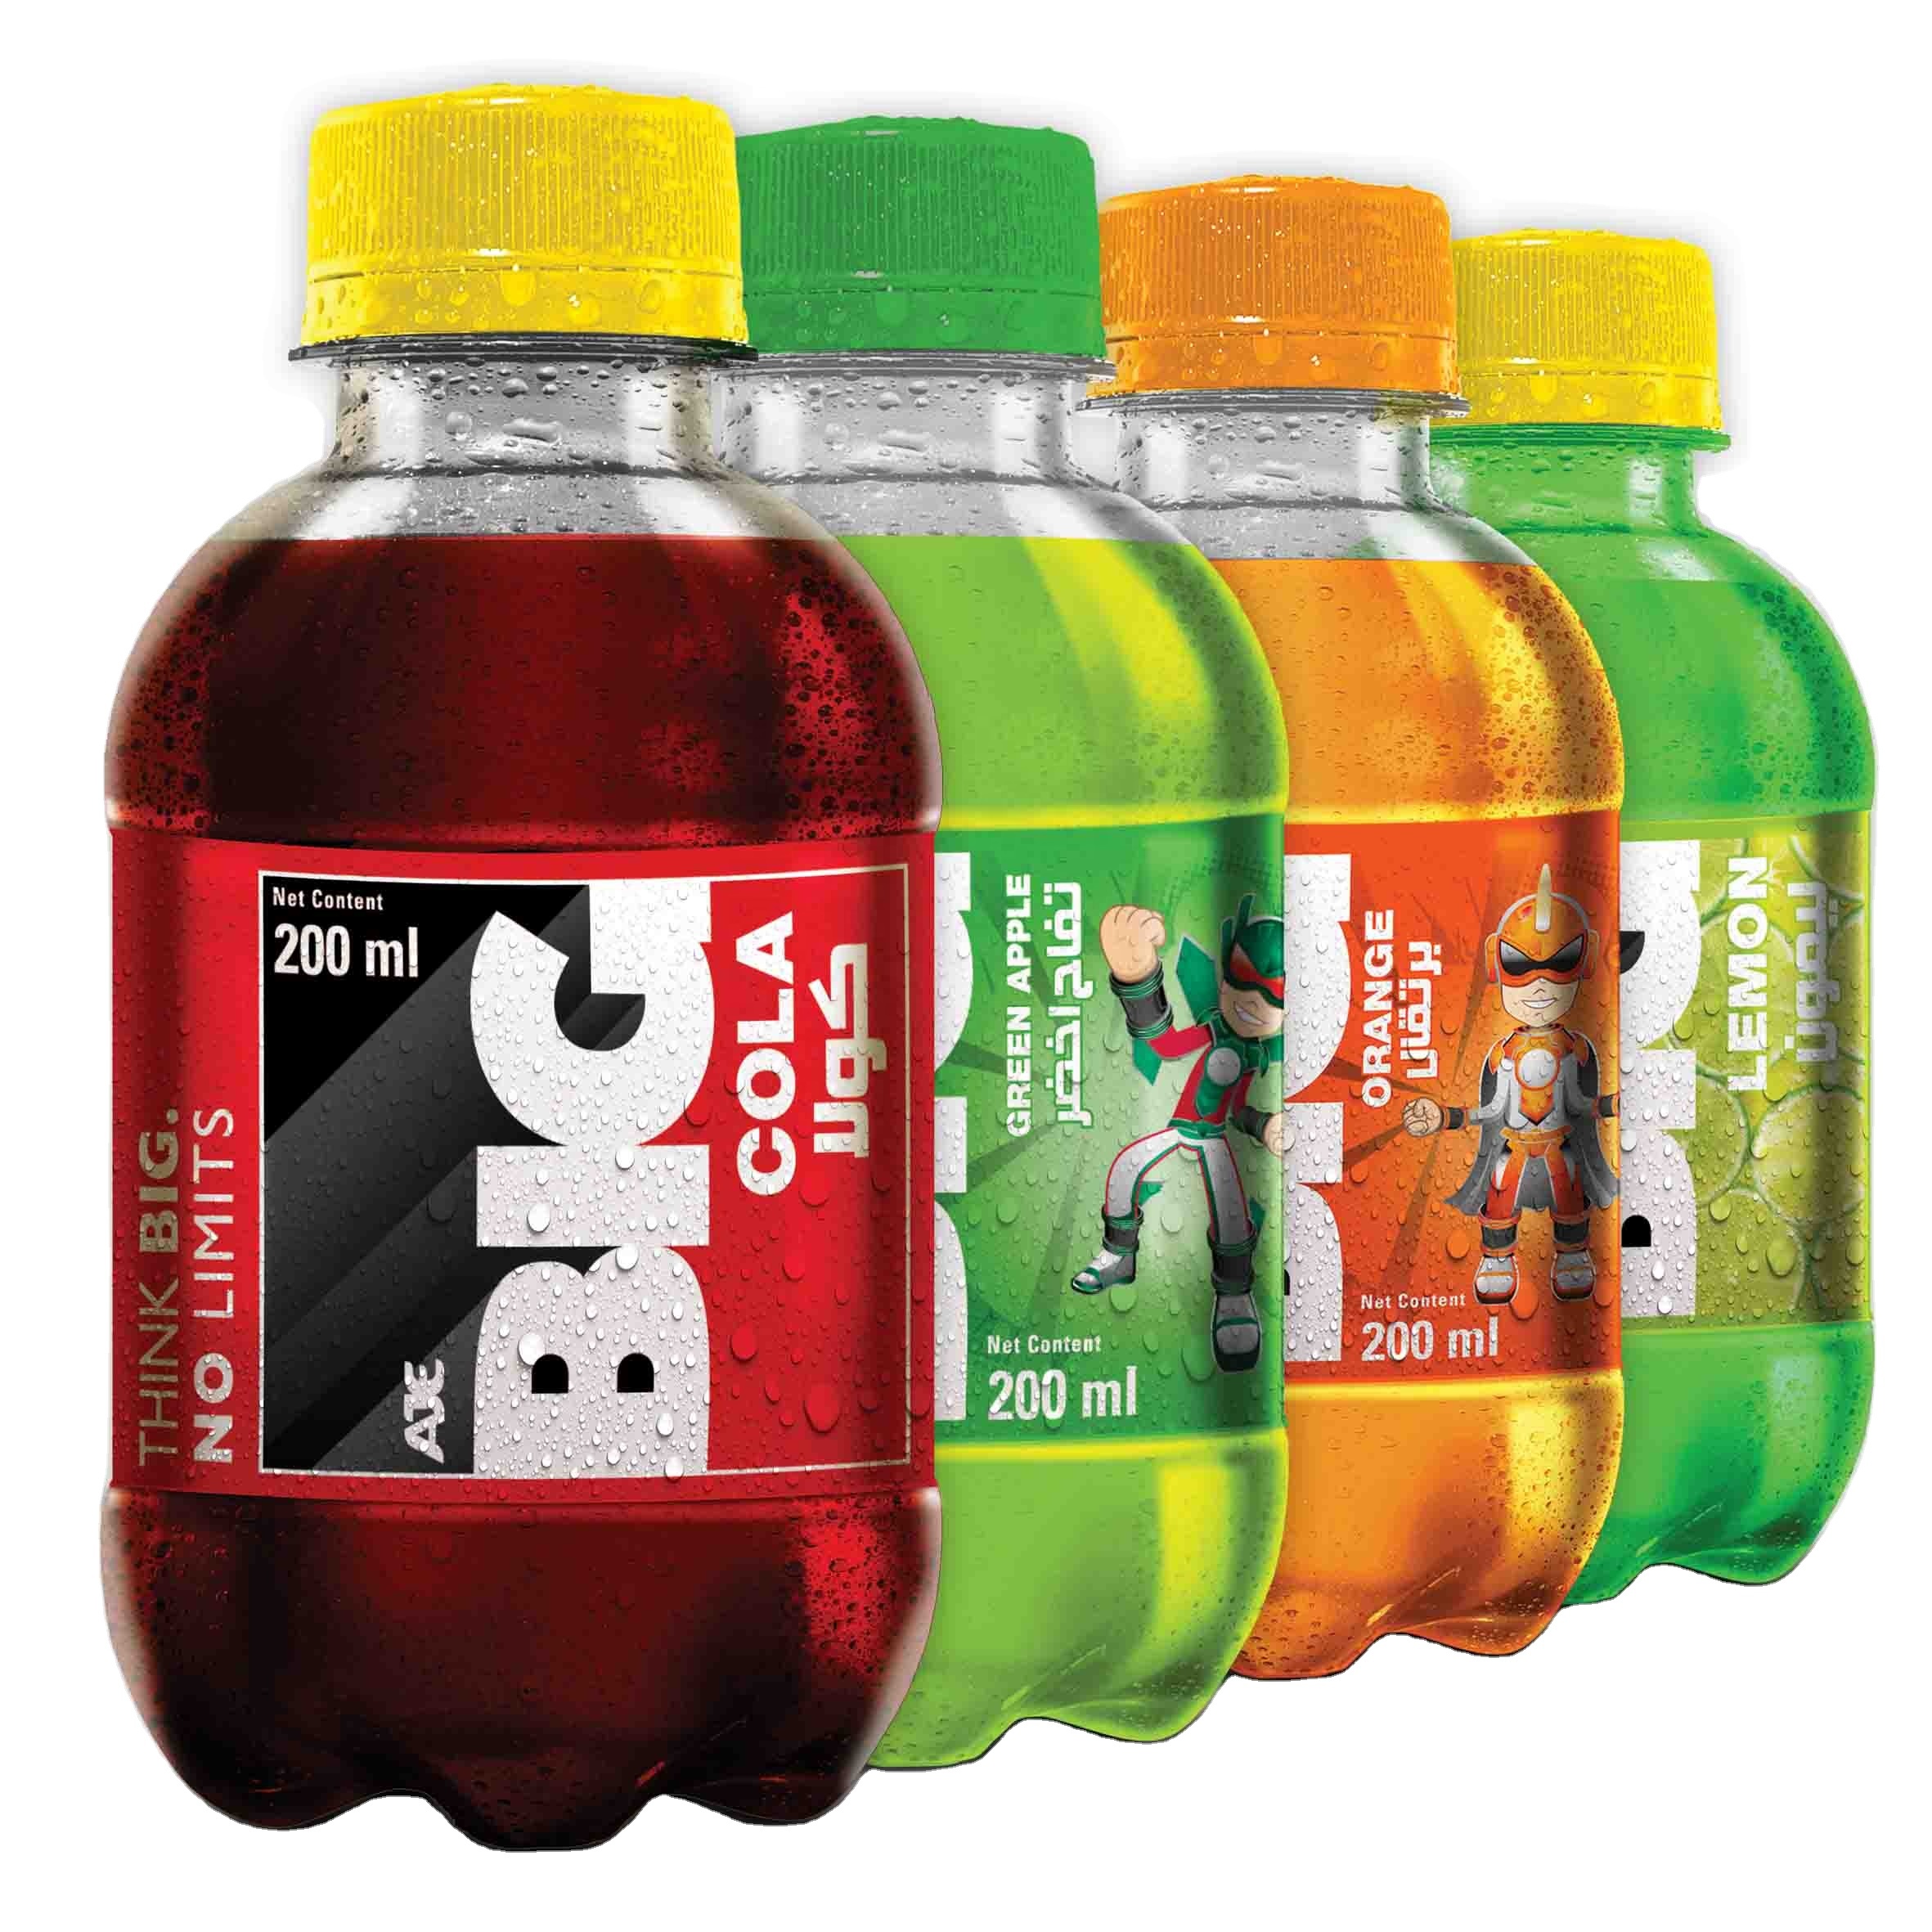 THINK BIG.
NO LIMITS
Net Content
200 ml
AJE
BIG
COLA
كولا
GREEN APPLE
تفاح اخضر
Net Content
200 ml
ORANGE
برتقال
Net Content
200 ml
LEMON
ليمون